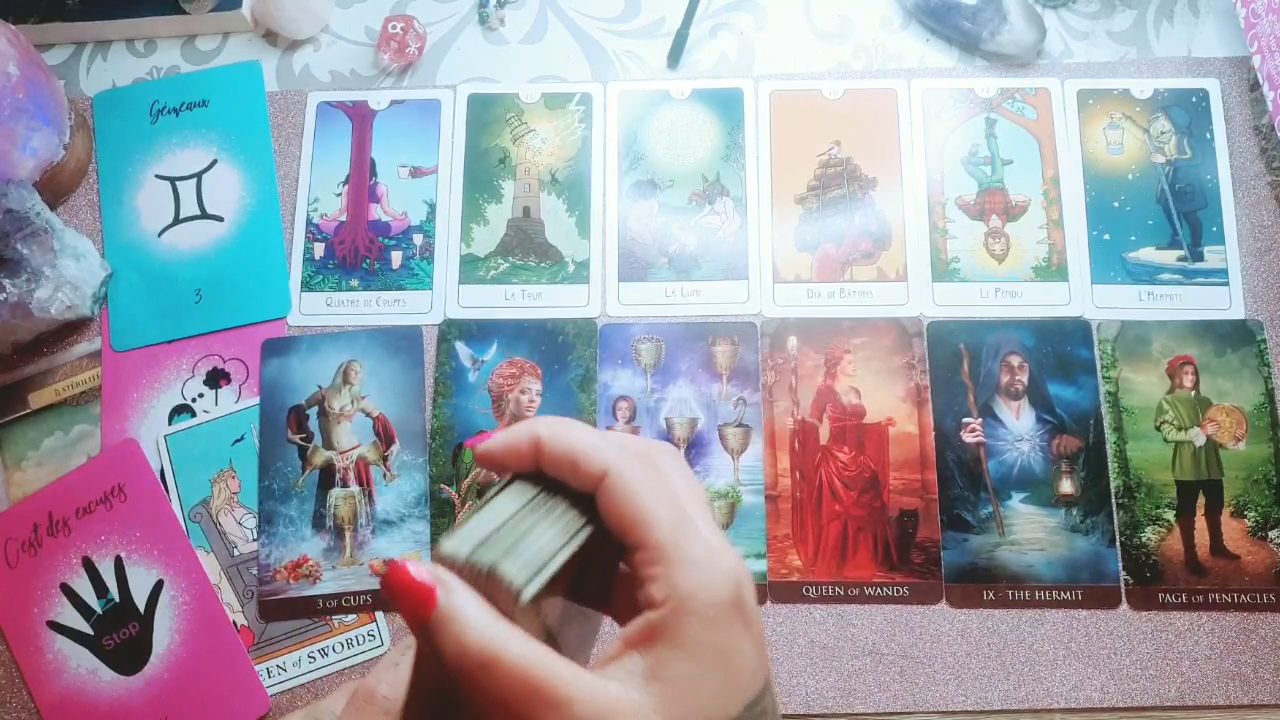 Gémeaux
3
QUATRE DE COUPES
LA TOUR
LA LUNE
DIX DE BÂTONS
LE PENDU
L'HERMITE
STÉRILITÉ
C'est des excuses
Stop
EEN of SWORDS
3 OF CUPS
QUEEN OF WANDS
IX - THE HERMIT
PAGE OF PENTACLES